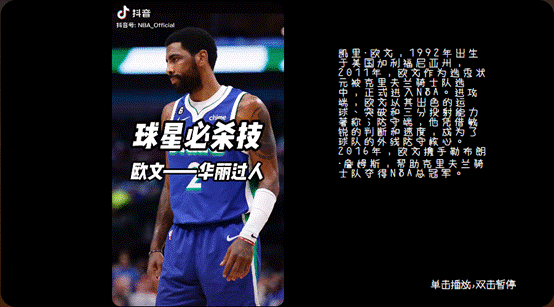 抖音
抖音号: NBA_Official
chime
球星必杀技
欧文——华丽过人
2
凯里·欧文，1992年出生
于美国加利福尼亚州，
2011年，欧文作为选秀状
元被克里夫兰骑士队选
中，正式进入NBA。进攻
端，欧文以其出色的运
球、突破和三分投射能力
著称；防守端，他凭借敏
锐的判断和速度，成为了
球队的外线防守核心。
2016年，欧文携手勒布朗
·詹姆斯，帮助克里夫兰骑
士队夺得NBA总冠军。
单击播放,双击暂停